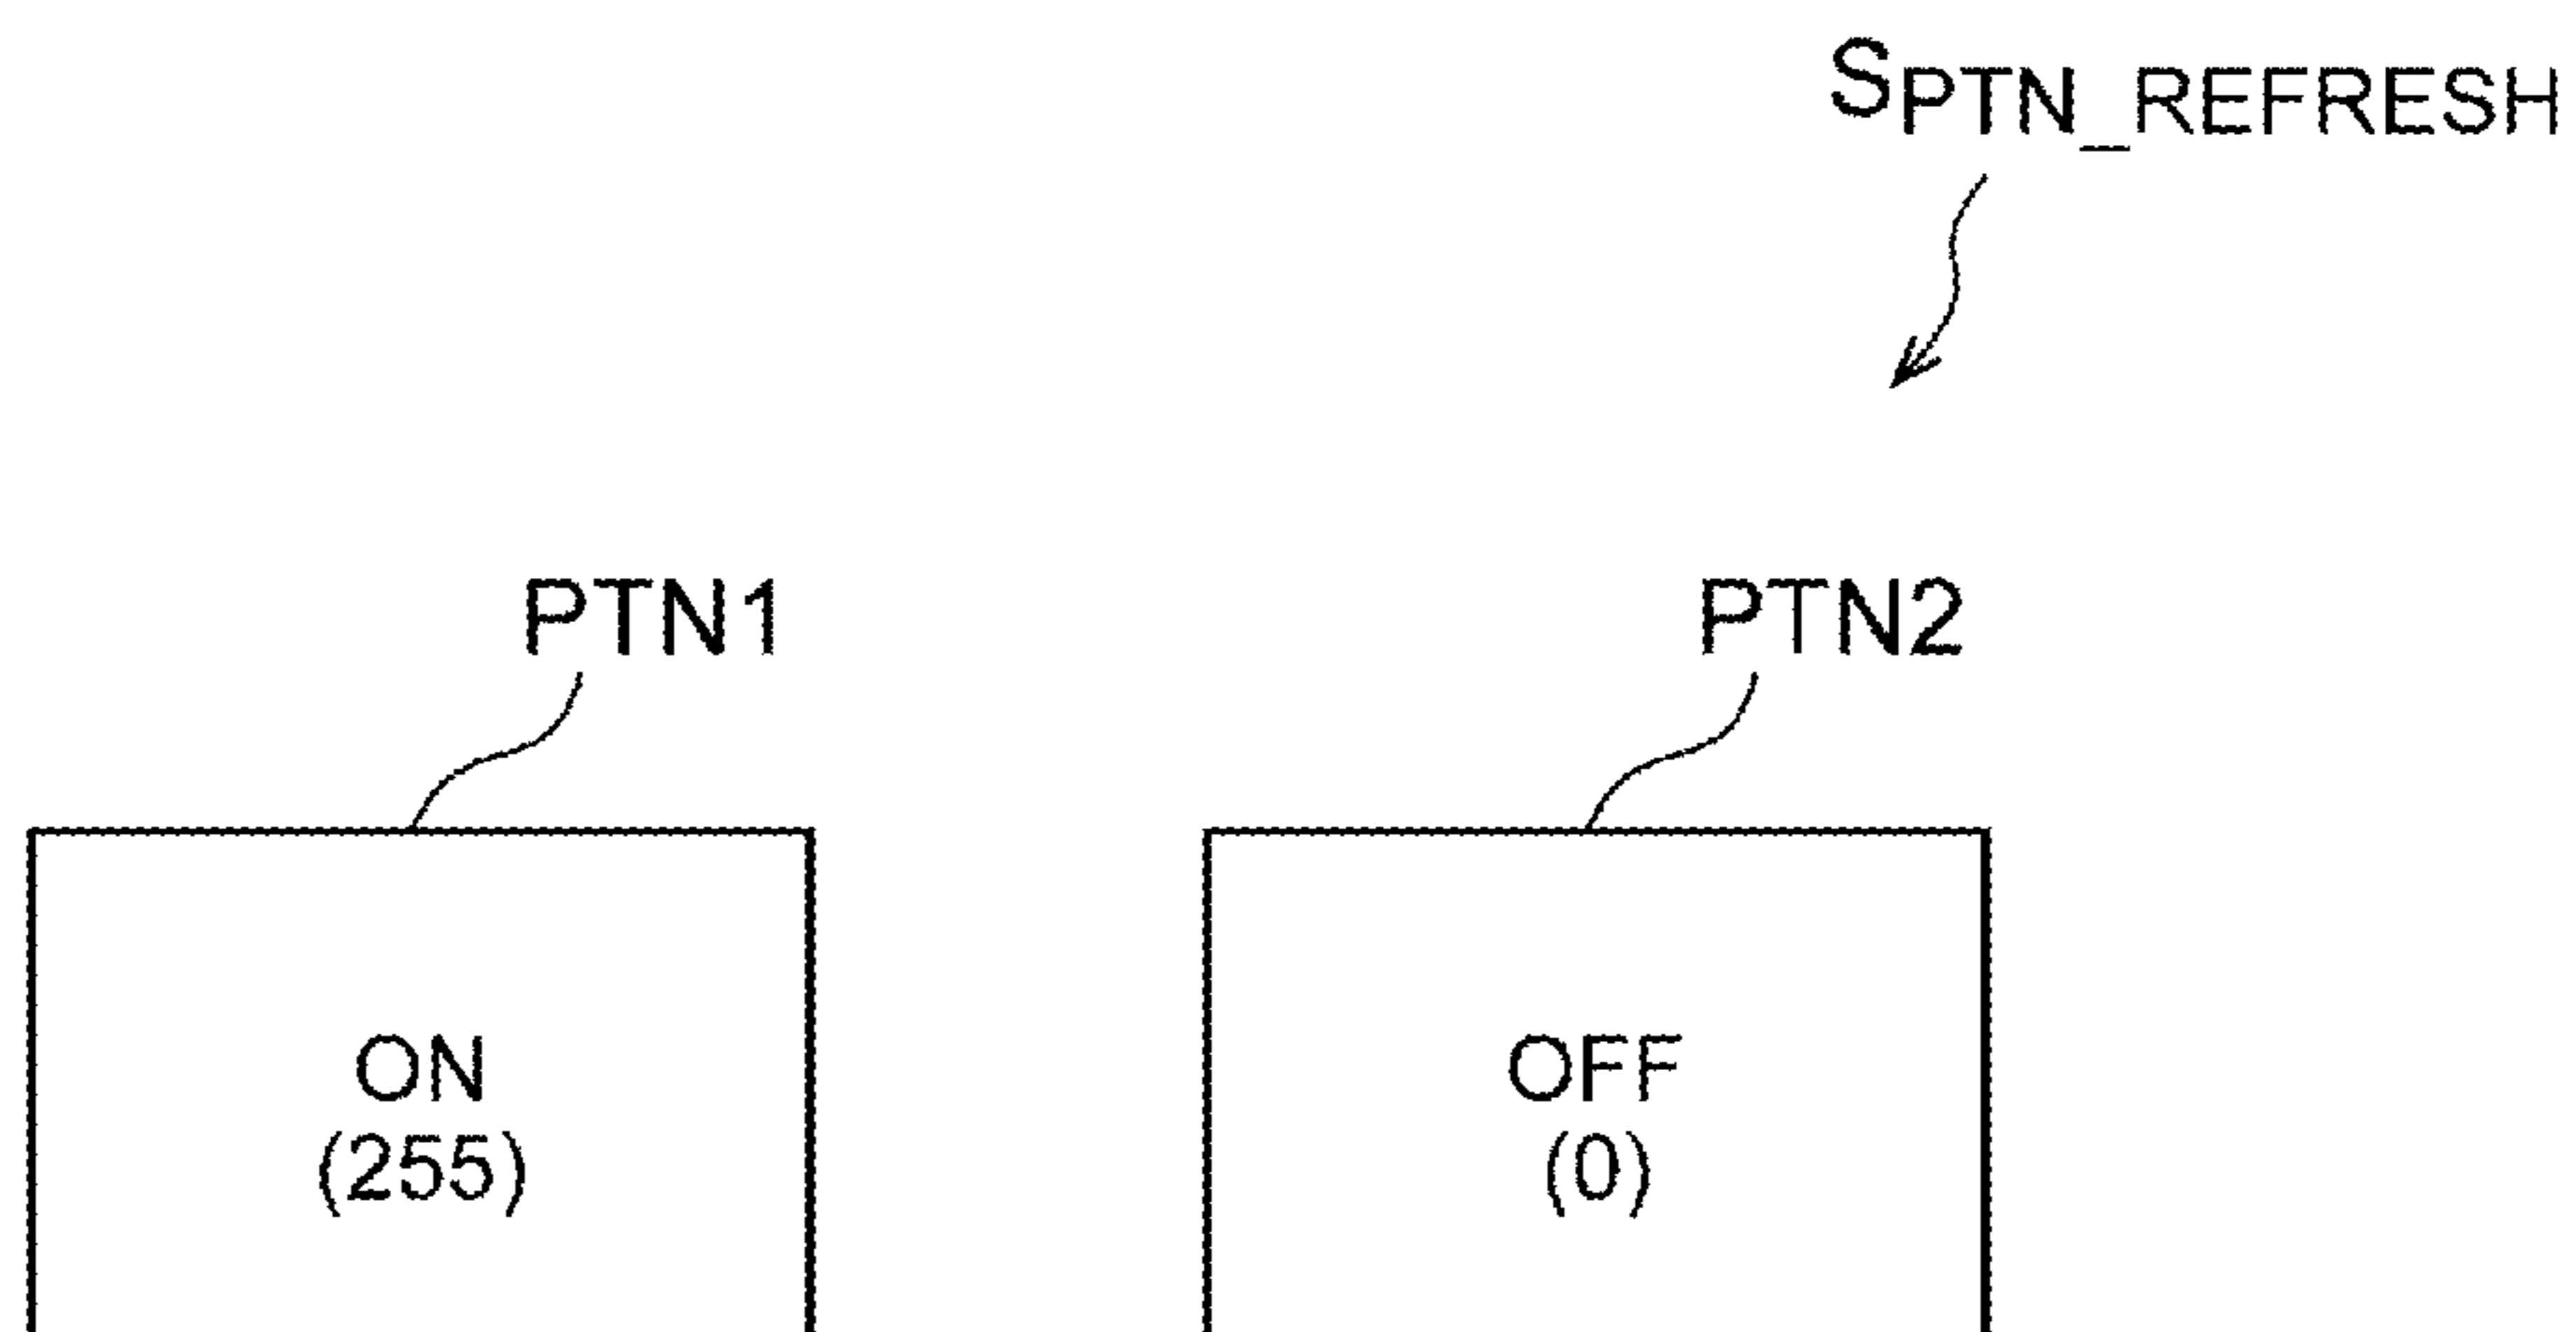 SPTN_REFRESH
PTN1
PTN2
ON
(255)
OFF
(0)